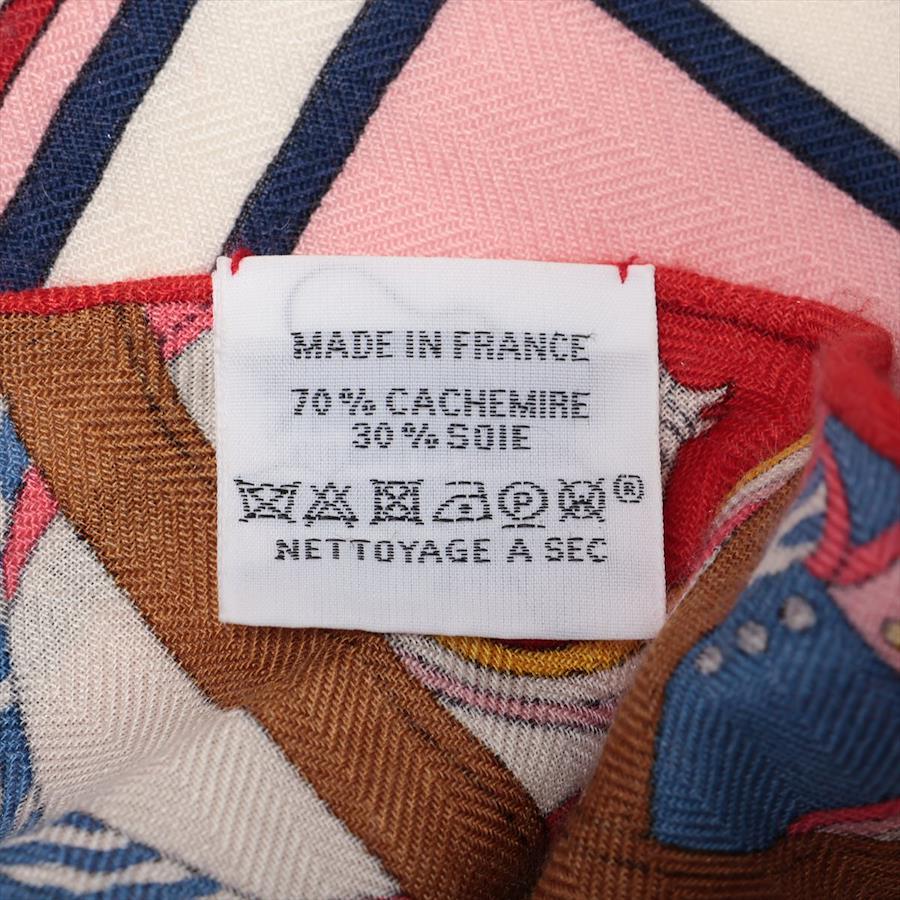 MADE IN FRANCE
70% CACHEMIRE
30% SOIE
P W ®
NETTOYAGE A SEC